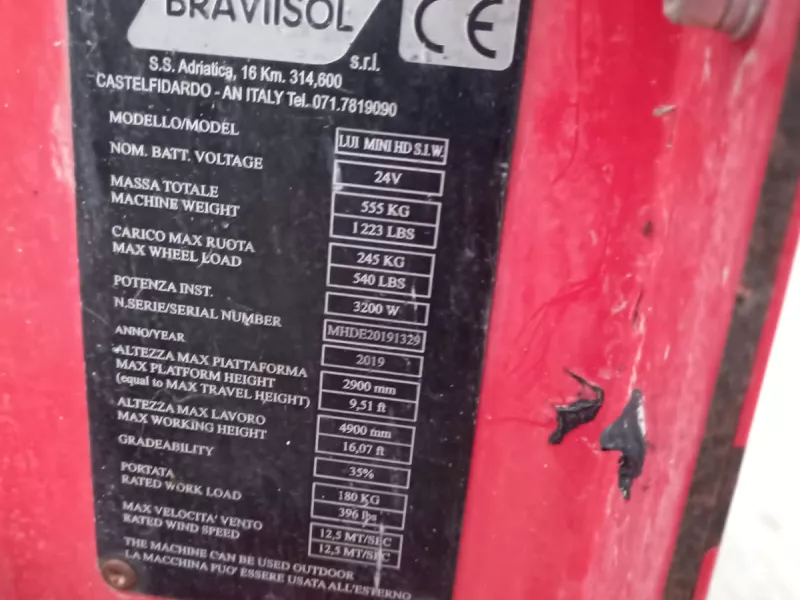 BRAVIISOL
s.r.l.
CE
S.S. Adriatica, 16 Km. 314,600
CASTELFIDARDO - AN ITALY Tel. 071.7819090
MODELLO/MODEL LUI MINI HD S.I.W.
NOM. BATT. VOLTAGE 24V
MASSA TOTALE 555 KG
MACHINE WEIGHT 1223 LBS
CARICO MAX RUOTA 245 KG
MAX WHEEL LOAD 540 LBS
POTENZA INST. 3200 W
N.SERIE/SERIAL NUMBER MHDE20191329
ANNO/YEAR 2019
ALTEZZA MAX PIATTAFORMA 2900 mm
MAX PLATFORM HEIGHT 9,51 ft
(equal to MAX TRAVEL HEIGHT)
ALTEZZA MAX LAVORO 4900 mm
MAX WORKING HEIGHT 16,07 ft
GRADEABILITY 35%
PORTATA 180 KG
RATED WORK LOAD 396 lbs
MAX VELOCITA' VENTO 12,5 MT/SEC
RATED WIND SPEED 12,5 MT/SEC
THE MACHINE CAN BE USED OUTDOOR
LA MACCHINA PUO' ESSERE USATA ALL'ESTERNO